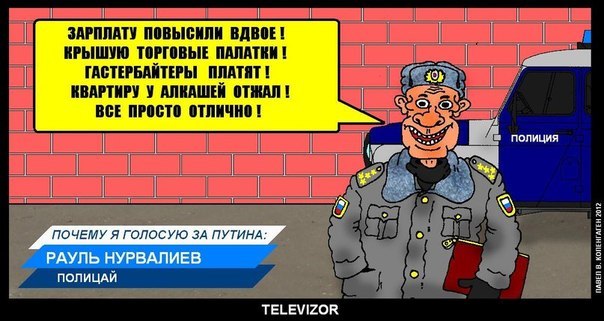 ЗАРПЛАТУ ПОВЫСИЛИ ВДВОЕ !
КРЫШУЮ ТОРГОВЫЕ ПАЛАТКИ !
ГАСТЕРБАЙТЕРЫ ПЛАТЯТ !
КВАРТИРУ У АЛКАШЕЙ ОТЖАЛ !
ВСЕ ПРОСТО ОТЛИЧНО !
ПОЛИЦИЯ
ПОЧЕМУ Я ГОЛОСУЮ ЗА ПУТИНА:
РАУЛЬ НУРВАЛИЕВ
ПОЛИЦАЙ
ПАВЕЛ В. КОПЕНГАГЕН 2012
TELEVIZOR